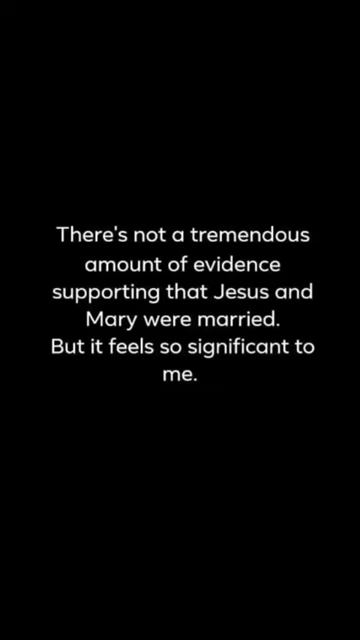 There's not a tremendous
amount of evidence
supporting that Jesus and
Mary were married.
But it feels so significant to
me.